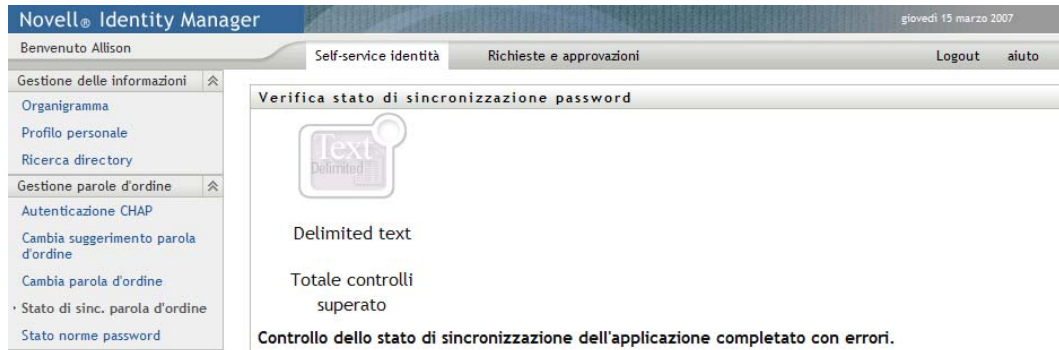 Novell® Identity Manager
giovedì 15 marzo 2007
Benvenuto Allison
Self-service identità
Richieste e approvazioni
Logout
aiuto
Gestione delle informazioni
Organigramma
Profilo personale
Ricerca directory
Gestione parole d'ordine
Autenticazione CHAP
Cambia suggerimento parola
d'ordine
Cambia parola d'ordine
Stato di sinc. parola d'ordine
Stato norme password
Verifica stato di sincronizzazione password
Text
Delimited
Delimited text
Totale controlli
superato
Controllo dello stato di sincronizzazione dell'applicazione completato con errori.